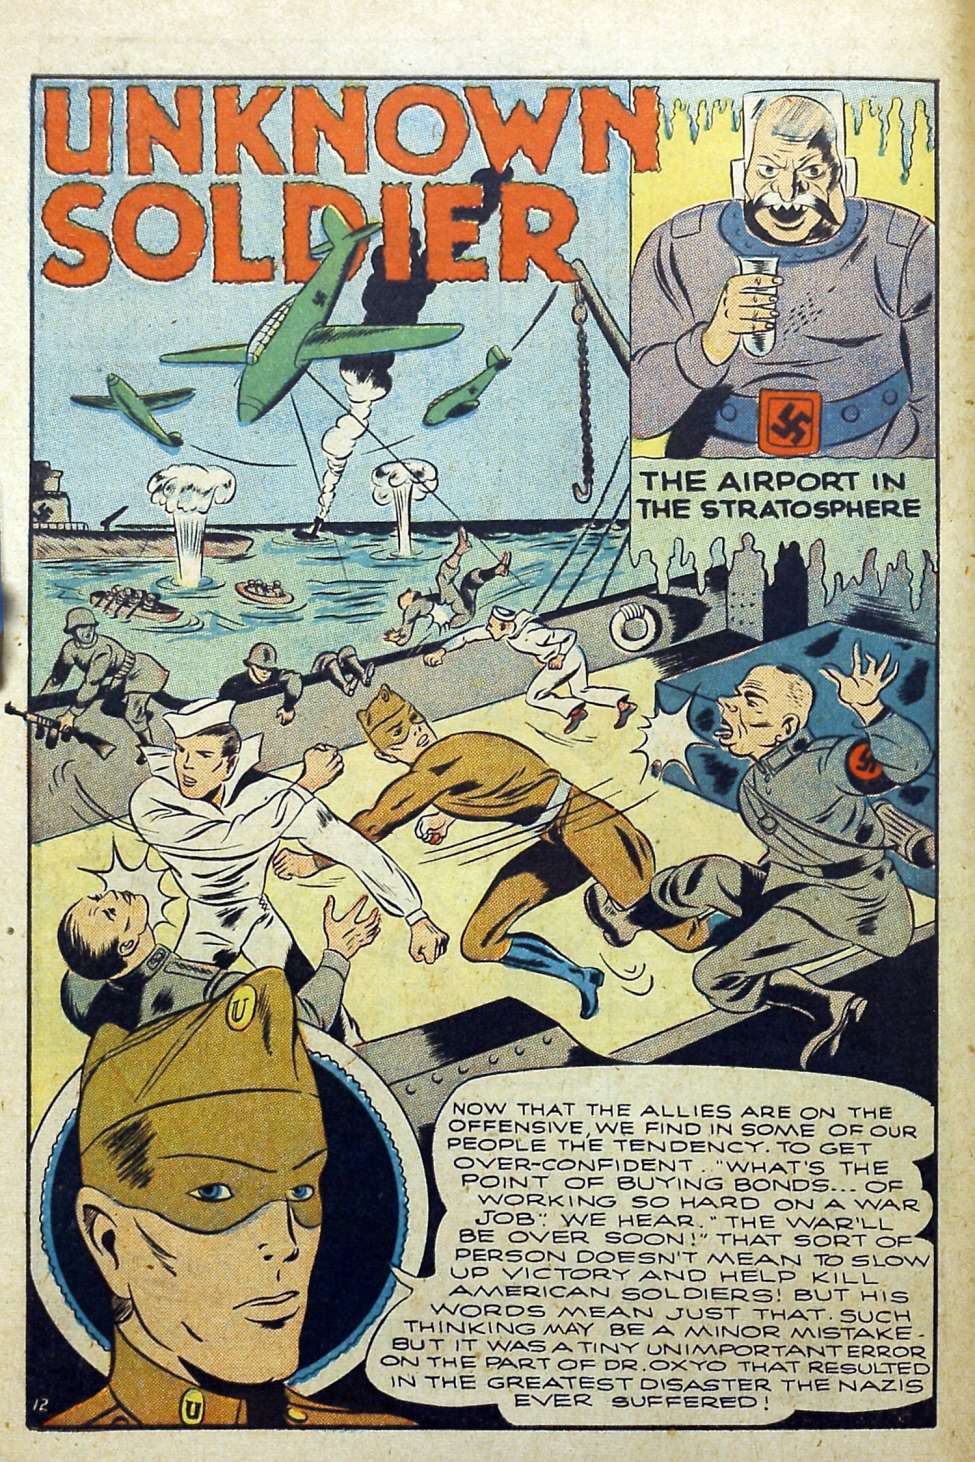 UNKNOWN
SOLDIER
THE AIRPORT IN
THE STRATOSPHERE
U
NOW THAT THE ALLIES ARE ON THE
OFFENSIVE, WE FIND IN SOME OF OUR
PEOPLE THE TENDENCY. TO GET
OVER-CONFIDENT. "WHAT'S THE
POINT OF BUYING BONDS... OF
WORKING SO HARD ON A WAR
JOB", WE HEAR. "THE WAR'LL
BE OVER SOON!" THAT SORT OF
PERSON DOESN'T MEAN TO SLOW
UP VICTORY AND HELP KILL
AMERICAN SOLDIERS! BUT HIS
WORDS MEAN JUST THAT. SUCH
THINKING MAY BE A MINOR MISTAKE-
BUT IT WAS A TINY UNIMPORTANT ERROR
ON THE PART OF DR. OXYO THAT RESULTED
IN THE GREATEST DISASTER THE NAZIS
EVER SUFFERED!
U
12